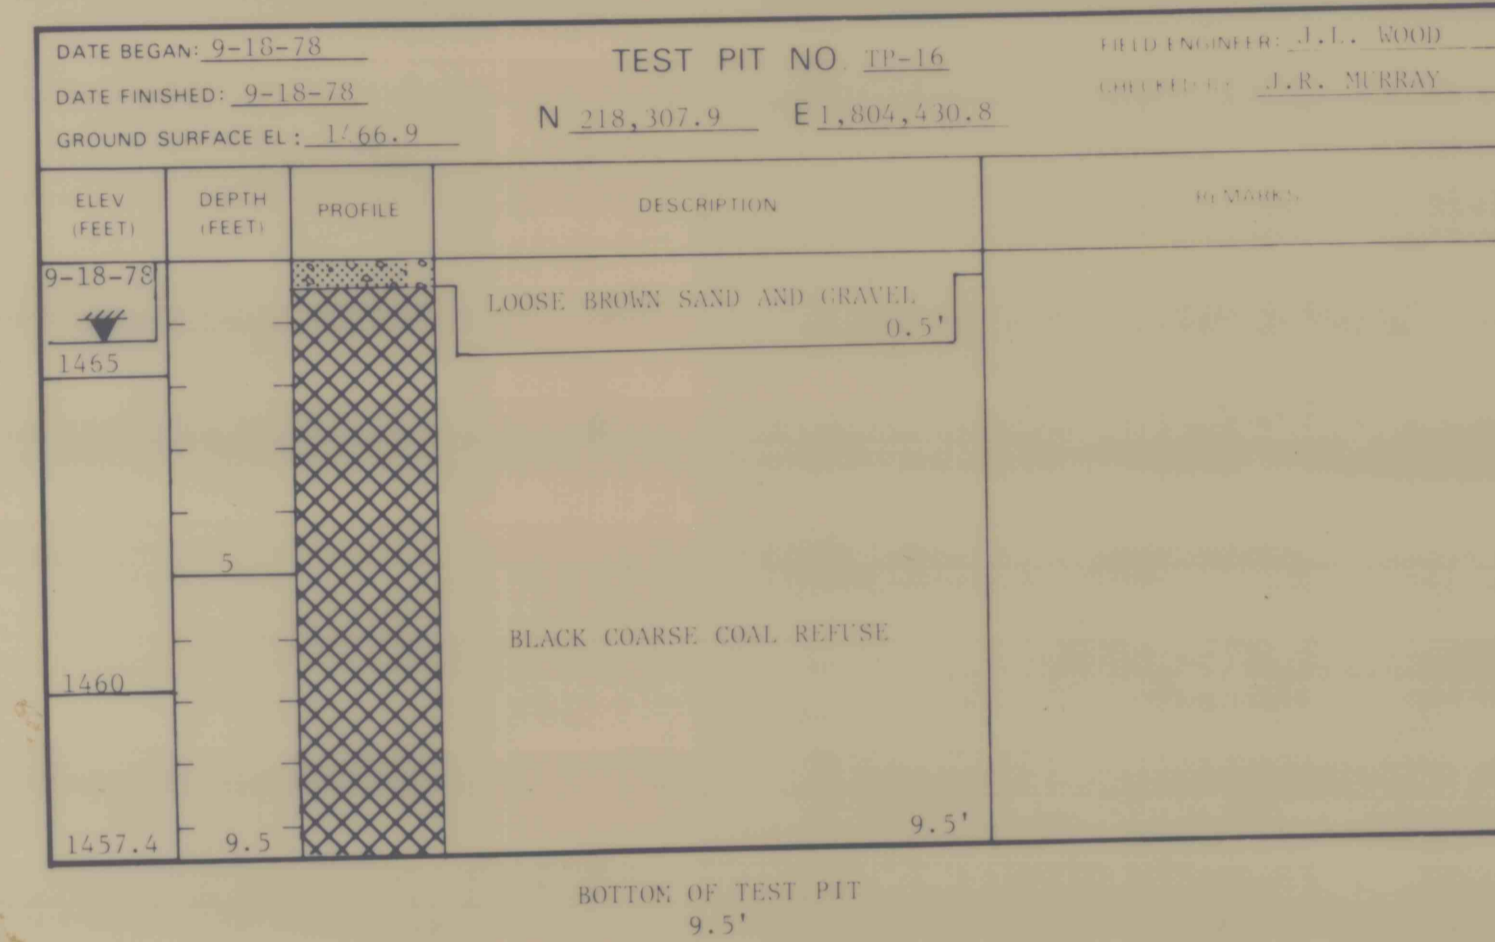 DATE BEGAN: 9-18-78
DATE FINISHED: 9-18-78
GROUND SURFACE EL: 1466.9
TEST PIT NO. TP-16
N 218,307.9 E 1,804,430.8
FIELD ENGINEER: J.L. WOOD
CHECKED BY: J.R. MURRAY
ELEV (FEET)
DEPTH (FEET)
PROFILE
DESCRIPTION
REMARKS
9-18-78
LOOSE BROWN SAND AND GRAVEL
0.5'
1465
5
BLACK COARSE COAL REFUSE
1460
9.5'
1457.4
9.5
BOTTOM OF TEST PIT
9.5'